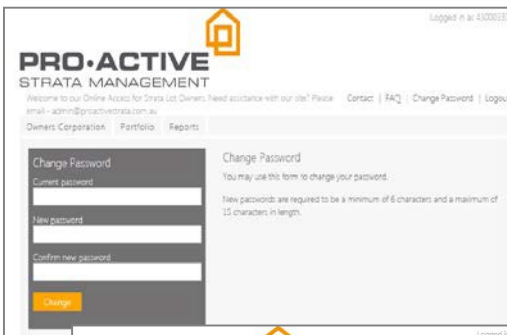 Logged in as
PRO·ACTIVE
STRATA MANAGEMENT
Welcome to our Online Access for Strata Lot Owners. Need assistance with our site? Please
email - admin@proactivestrata.com.au
Contact | FAQ | Change Password | Logou
Owners Corporation Portfolio Reports
Change Password
Current password
New password
Confirm new password
Change
Change Password
You may use this form to change your password.
New passwords are required to be a minimum of 6 characters and a maximum of
15 characters in length.
Logged